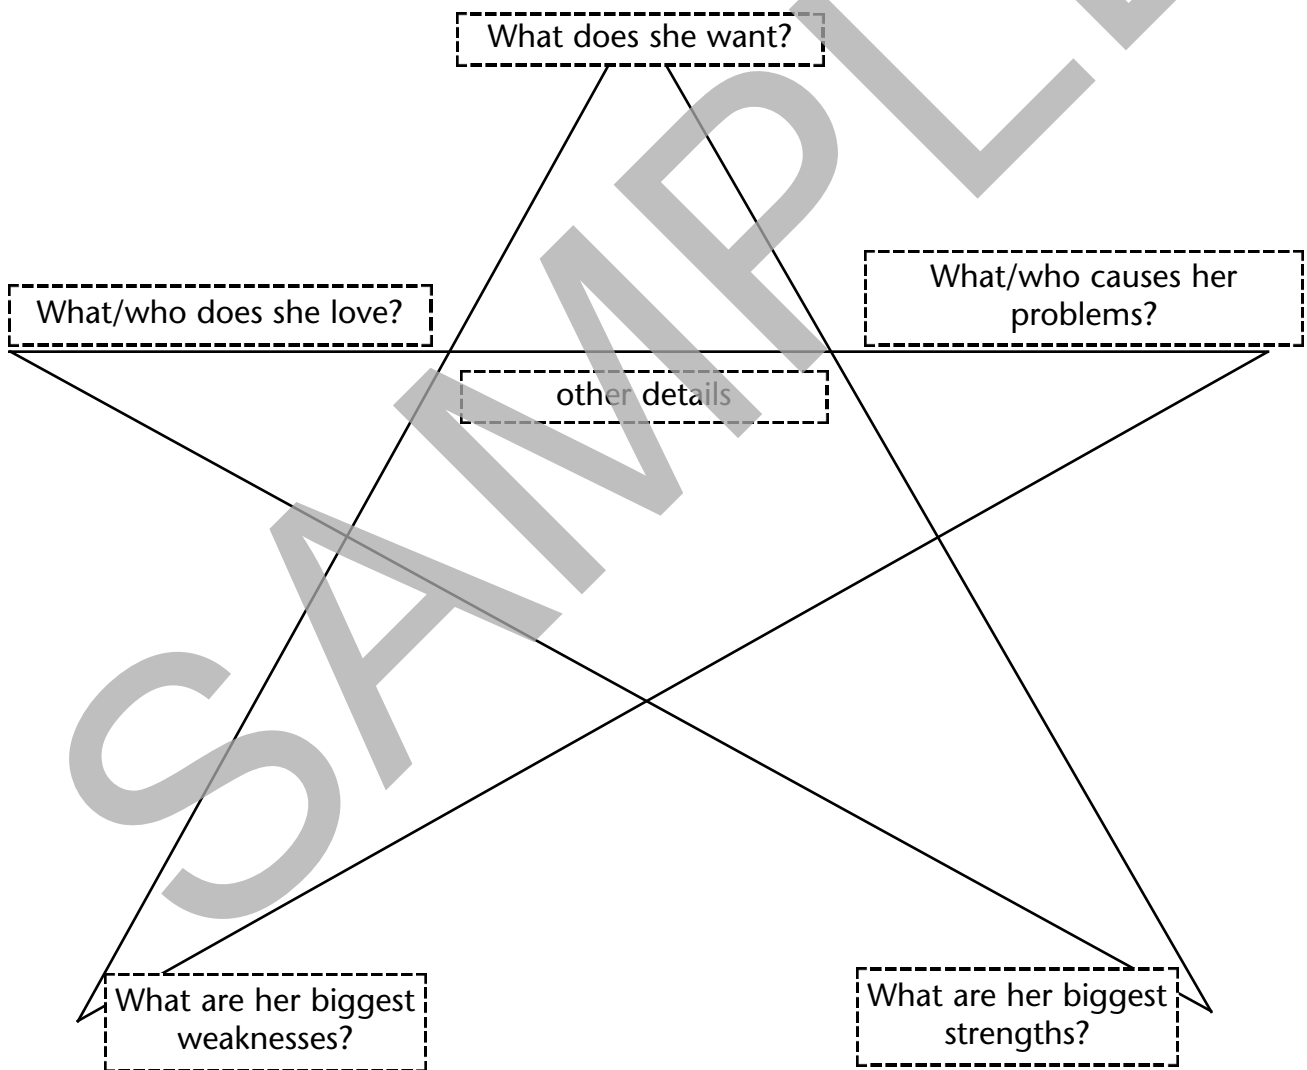 What does she want?
What/who does she love?
What/who causes her
problems?
other details
What are her biggest
weaknesses?
What are her biggest
strengths?
SAMPLE